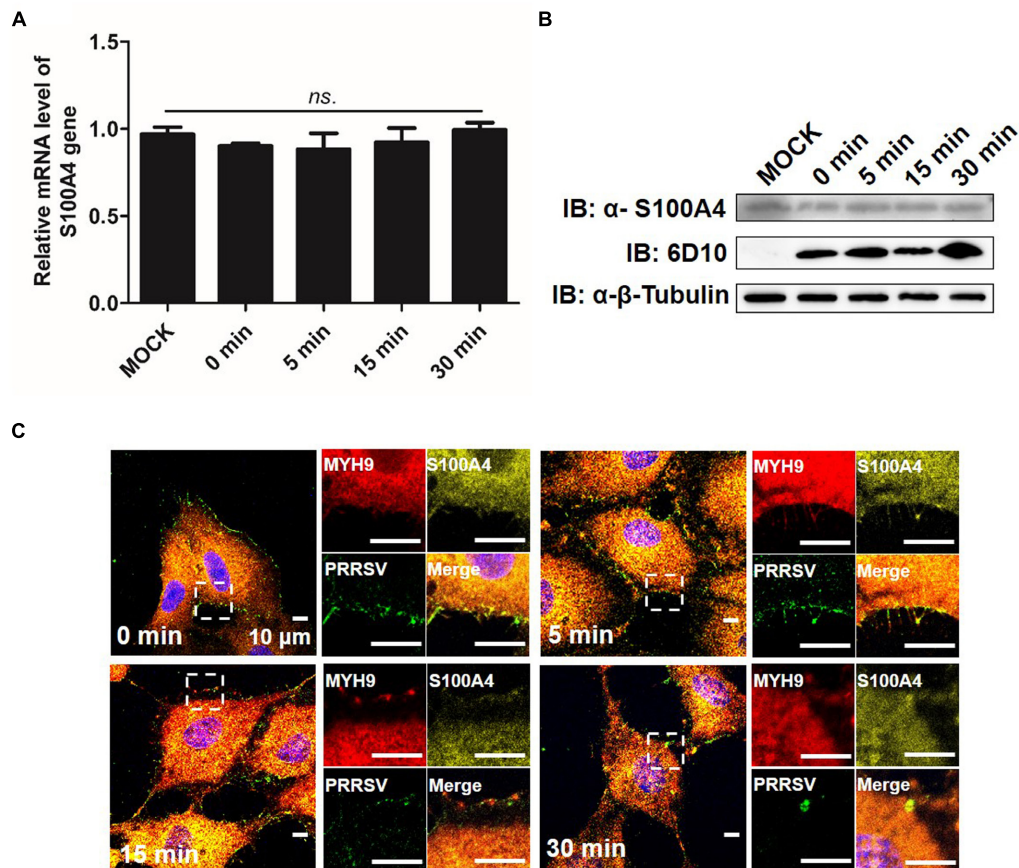 A
Relative mRNA level of
S100A4 gene
1.5
1.0
0.5
0.0
ns.
MOCK
0 min
5 min
15 min
30 min
B
MOCK
0 min
5 min
15 min
30 min
IB: α- S100A4
IB: 6D10
IB: α-β-Tubulin
C
0 min
10 μm
MYH9
S100A4
PRRSV
Merge
5 min
MYH9
S100A4
PRRSV
Merge
15 min
MYH9
S100A4
PRRSV
Merge
30 min
MYH9
S100A4
PRRSV
Merge